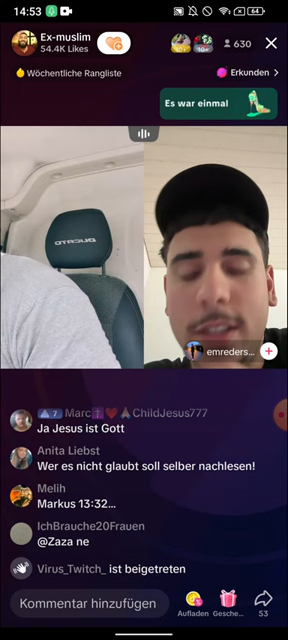 14:53
64
Ex-muslim
54.4K Likes
630
Wöchentliche Rangliste
Erkunden
Es war einmal
DUCATO
emreders...
7 Marc ChildJesus777
Ja Jesus ist Gott
Anita Liebst
Wer es nicht glaubt soll selber nachlesen!
Melih
Markus 13:32...
IchBrauche20Frauen
@Zaza ne
Virus_Twitch_ ist beigetreten
Kommentar hinzufügen
Aufladen
Gesche...
53